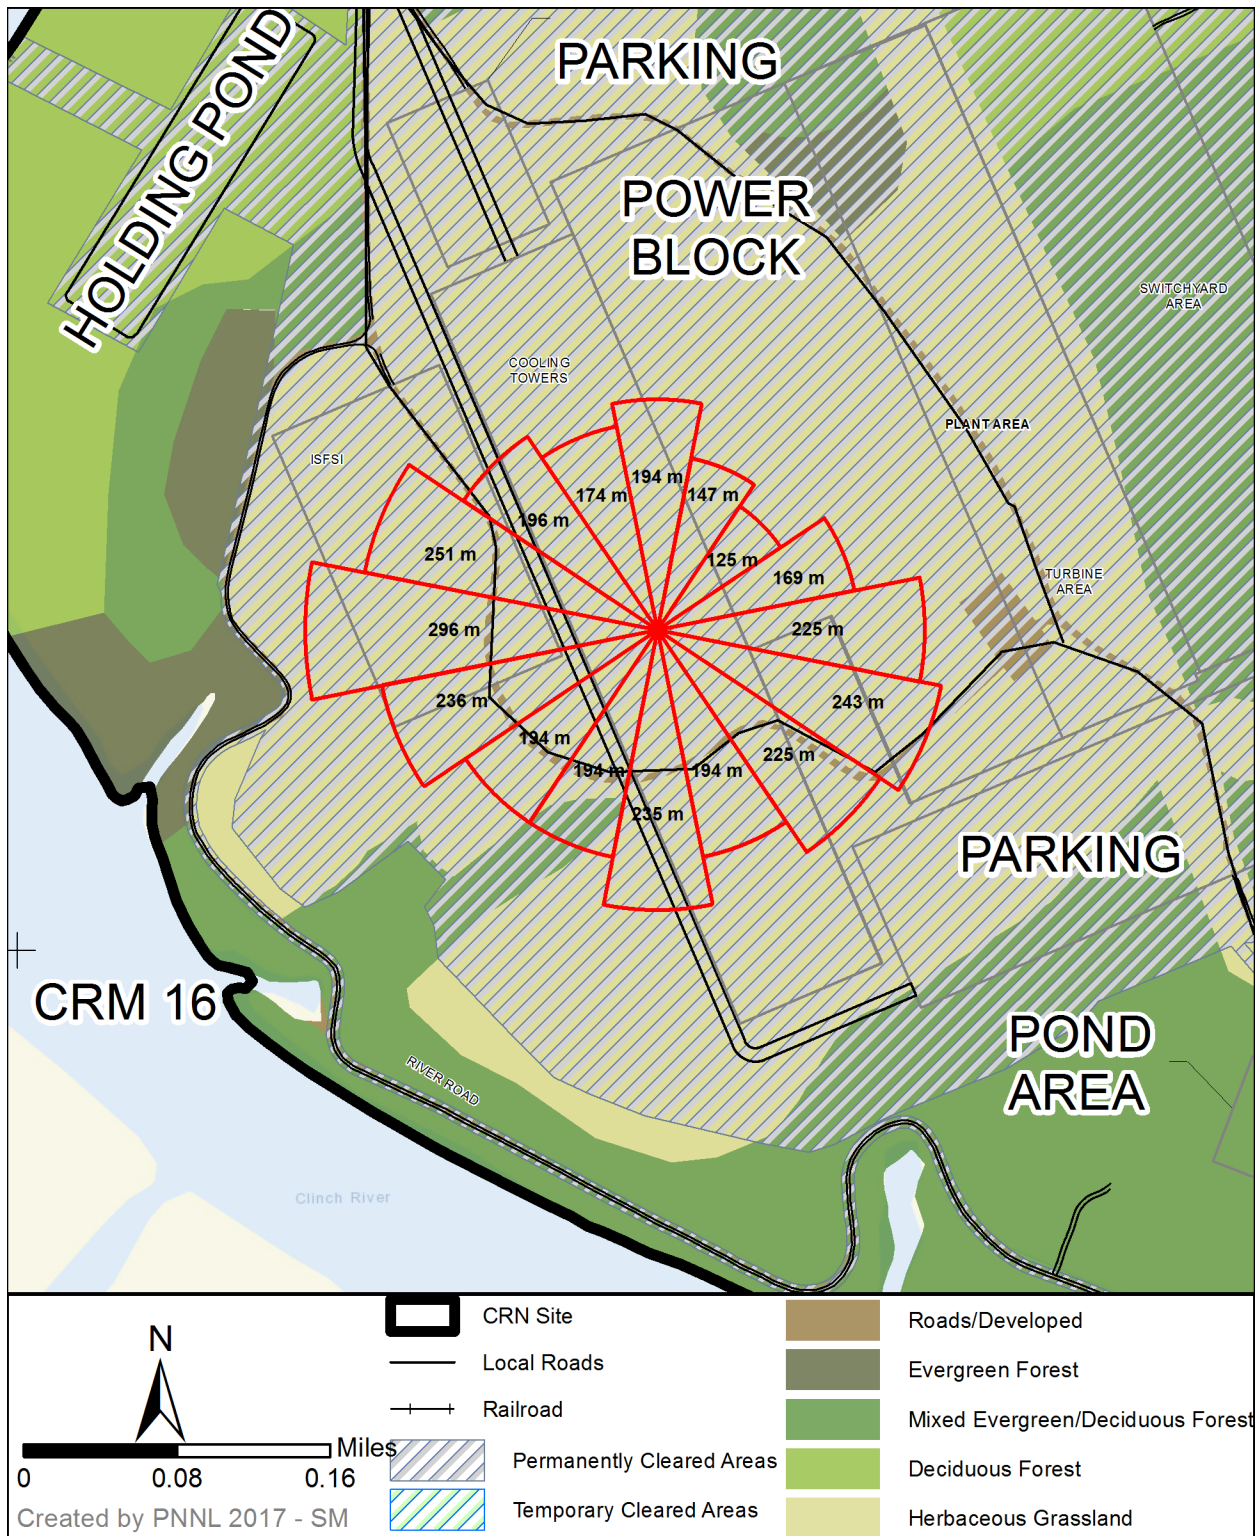 PARKING
HOLDING POND
POWER
BLOCK
SWITCHYARD
AREA
COOLING
TOWERS
PLANT AREA
ISFSI
194 m
147 m
174 m
196 m
125 m
251 m
169 m
TURBINE
AREA
296 m
225 m
236 m
243 m
194 m
225 m
194 m
194 m
235 m
PARKING
CRM 16
POND
AREA
RIVER ROAD
Clinch River
N
Miles
0
0.08
0.16
Created by PNNL 2017 - SM
CRN Site
Local Roads
Railroad
Permanently Cleared Areas
Temporary Cleared Areas
Roads/Developed
Evergreen Forest
Mixed Evergreen/Deciduous Forest
Deciduous Forest
Herbaceous Grassland